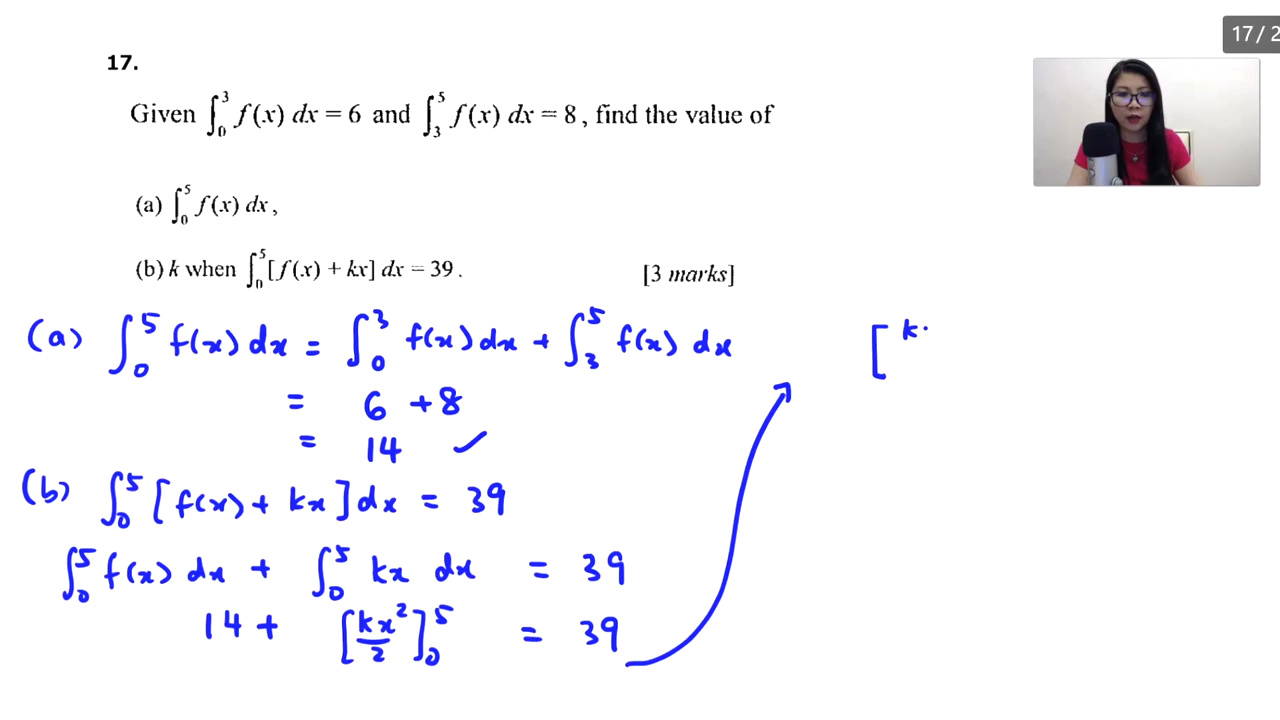 17 / 2
17.
Given ∫₀³ f(x) dx = 6 and ∫₃⁵ f(x) dx = 8, find the value of
(a) ∫₀⁵ f(x) dx,
(b) k when ∫₀⁵ [f(x) + kx] dx = 39. [3 marks]
(a) ∫₀⁵ f(x) dx = ∫₀³ f(x) dx + ∫₃⁵ f(x) dx
= 6 + 8
= 14 ✓
(b) ∫₀⁵ [f(x) + kx] dx = 39
∫₀⁵ f(x) dx + ∫₀⁵ kx dx = 39
14 + [kx²/2]₀⁵ = 39
[ k·